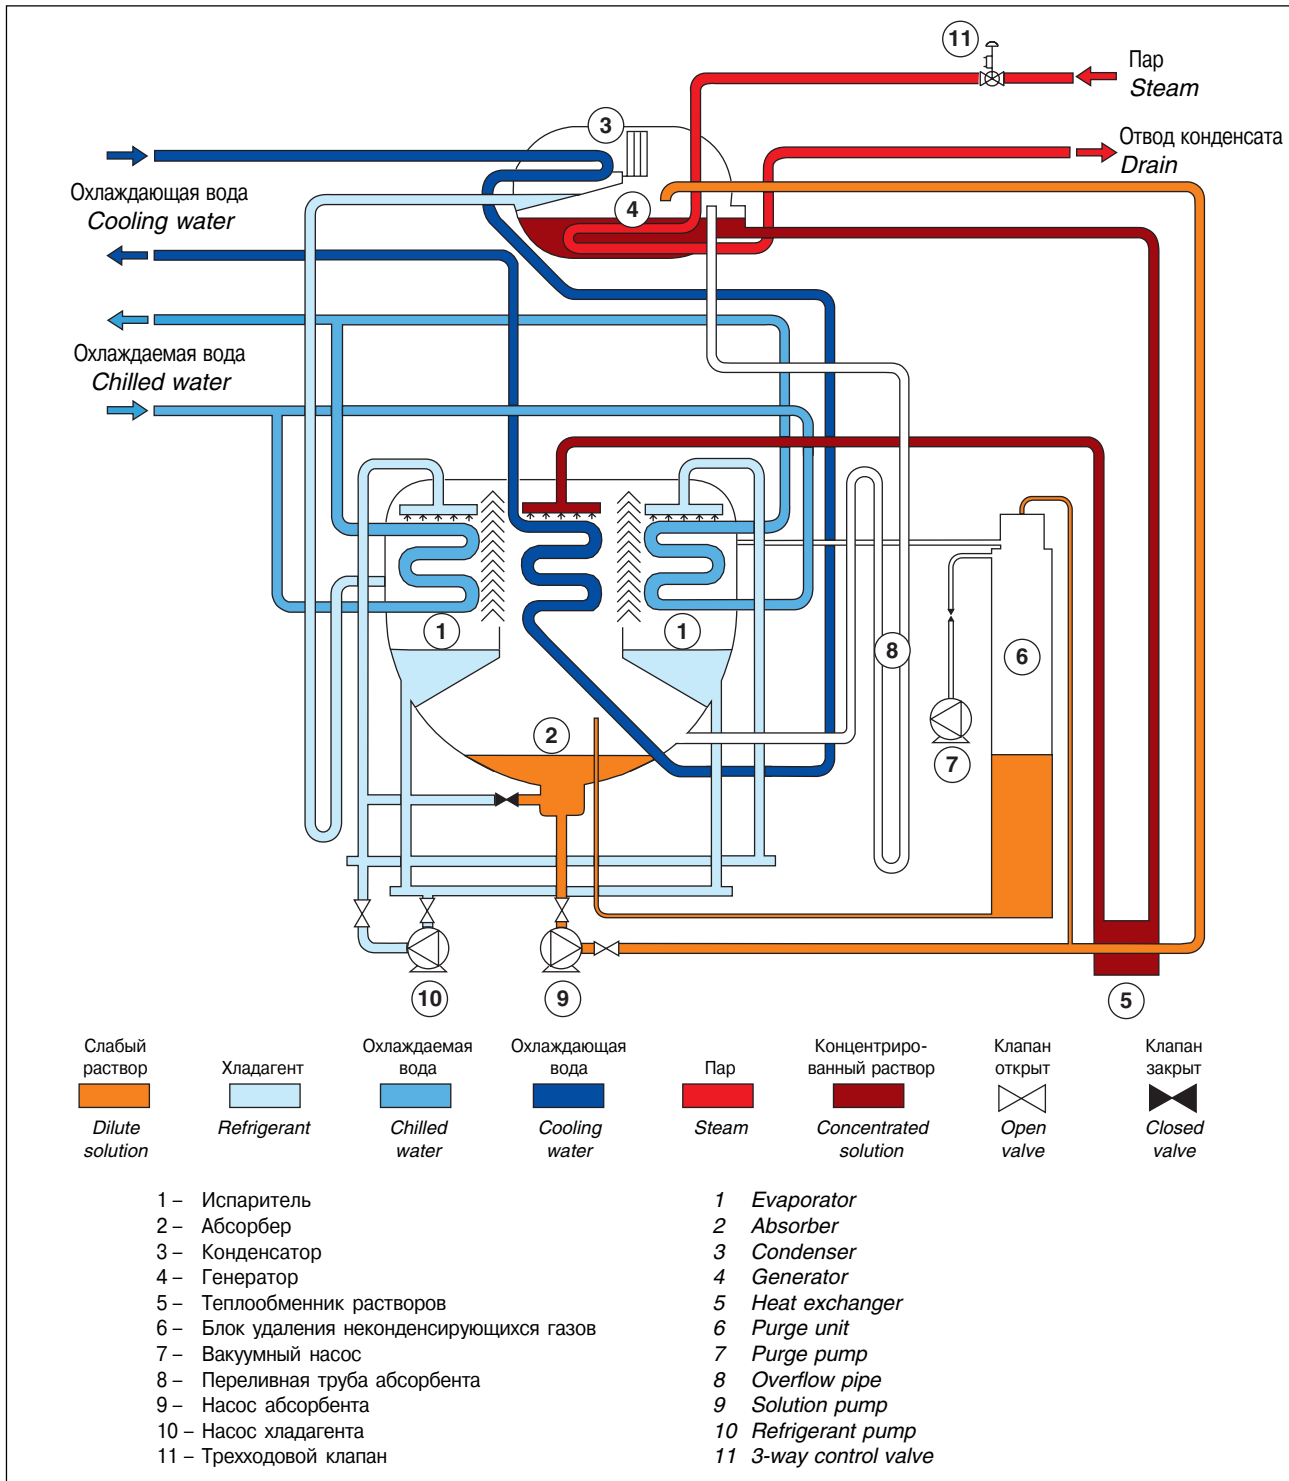 11
Пар
Steam
3
Отвод конденсата
Drain
Охлаждающая вода
Cooling water
4
Охлаждаемая вода
Chilled water
1
1
8
6
2
7
10
9
5
Слабый раствор
Dilute solution
Хладагент
Refrigerant
Охлаждаемая вода
Chilled water
Охлаждающая вода
Cooling water
Пар
Steam
Концентриро-
ванный раствор
Concentrated solution
Клапан открыт
Open valve
Клапан закрыт
Closed valve
1 – Испаритель
2 – Абсорбер
3 – Конденсатор
4 – Генератор
5 – Теплообменник растворов
6 – Блок удаления неконденсирующихся газов
7 – Вакуумный насос
8 – Переливная труба абсорбента
9 – Насос абсорбента
10 – Насос хладагента
11 – Трехходовой клапан
1 Evaporator
2 Absorber
3 Condenser
4 Generator
5 Heat exchanger
6 Purge unit
7 Purge pump
8 Overflow pipe
9 Solution pump
10 Refrigerant pump
11 3-way control valve